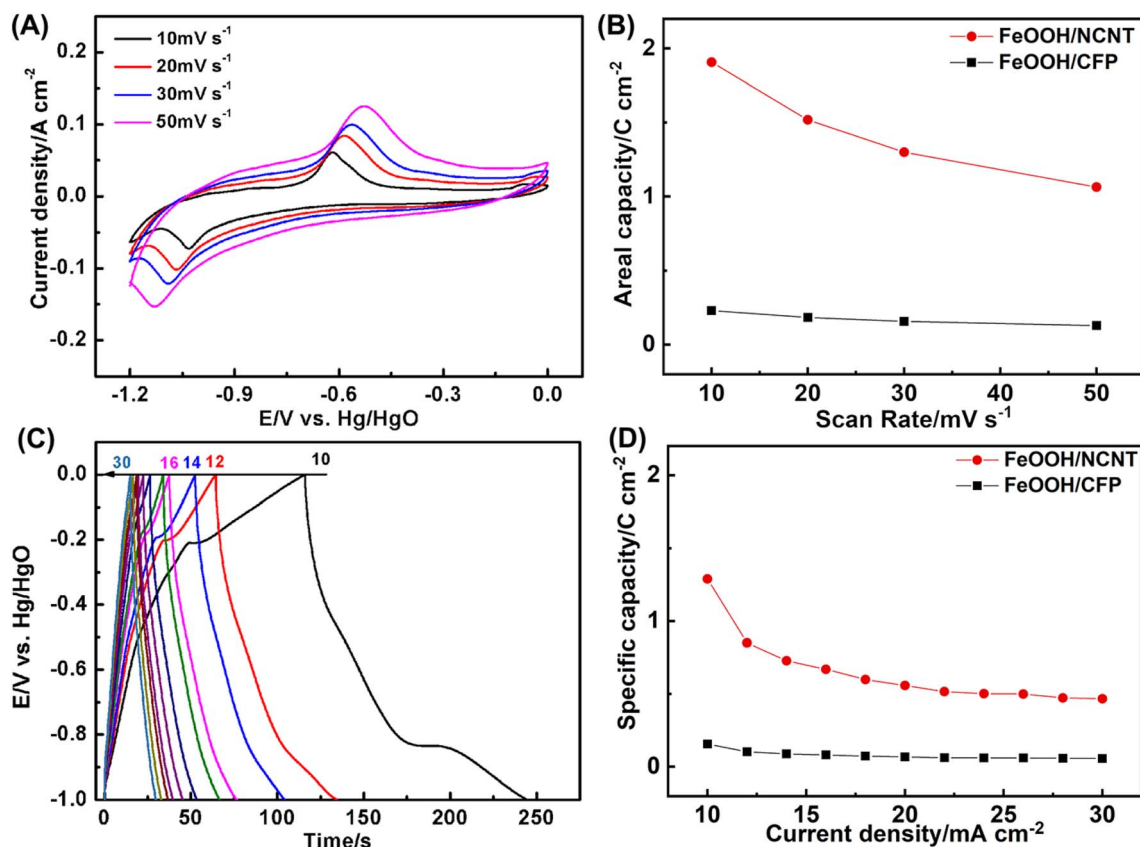 (A)
10mV s⁻¹
20mV s⁻¹
30mV s⁻¹
50mV s⁻¹
Current density/A cm⁻²
0.2
0.1
0.0
-0.1
-0.2
-1.2 -0.9 -0.6 -0.3 0.0
E/V vs. Hg/HgO
(B)
FeOOH/NCNT
FeOOH/CFP
Areal capacity/C cm⁻²
2
1
0
10 20 30 40 50
Scan Rate/mV s⁻¹
(C)
30 16 14 12 10
E/V vs. Hg/HgO
0.0
-0.2
-0.4
-0.6
-0.8
-1.0
0 50 100 150 200 250
Time/s
(D)
FeOOH/NCNT
FeOOH/CFP
Specific capacity/C cm⁻²
2
1
0
10 15 20 25 30
Current density/mA cm⁻²